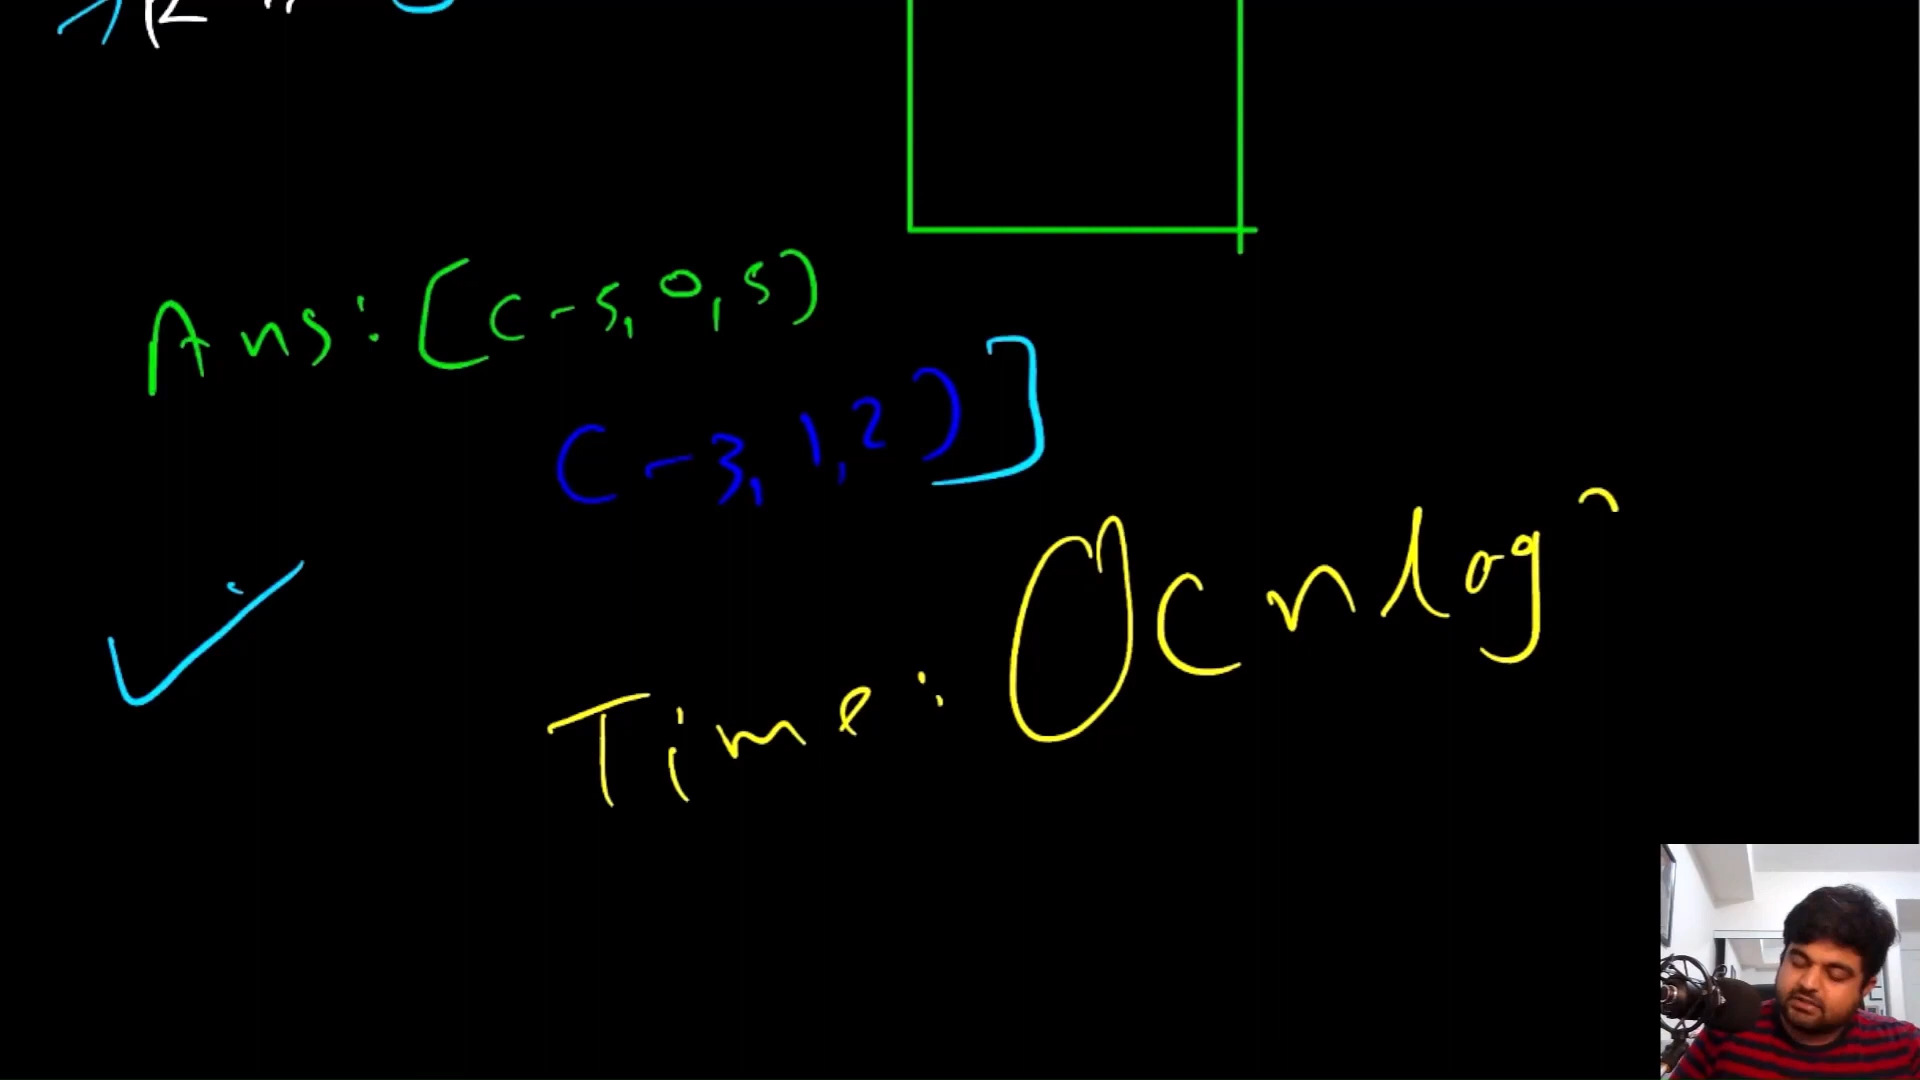 Ans: [(-5, 0, 5)
(-3, 1, 2)]
Time: O(nlog